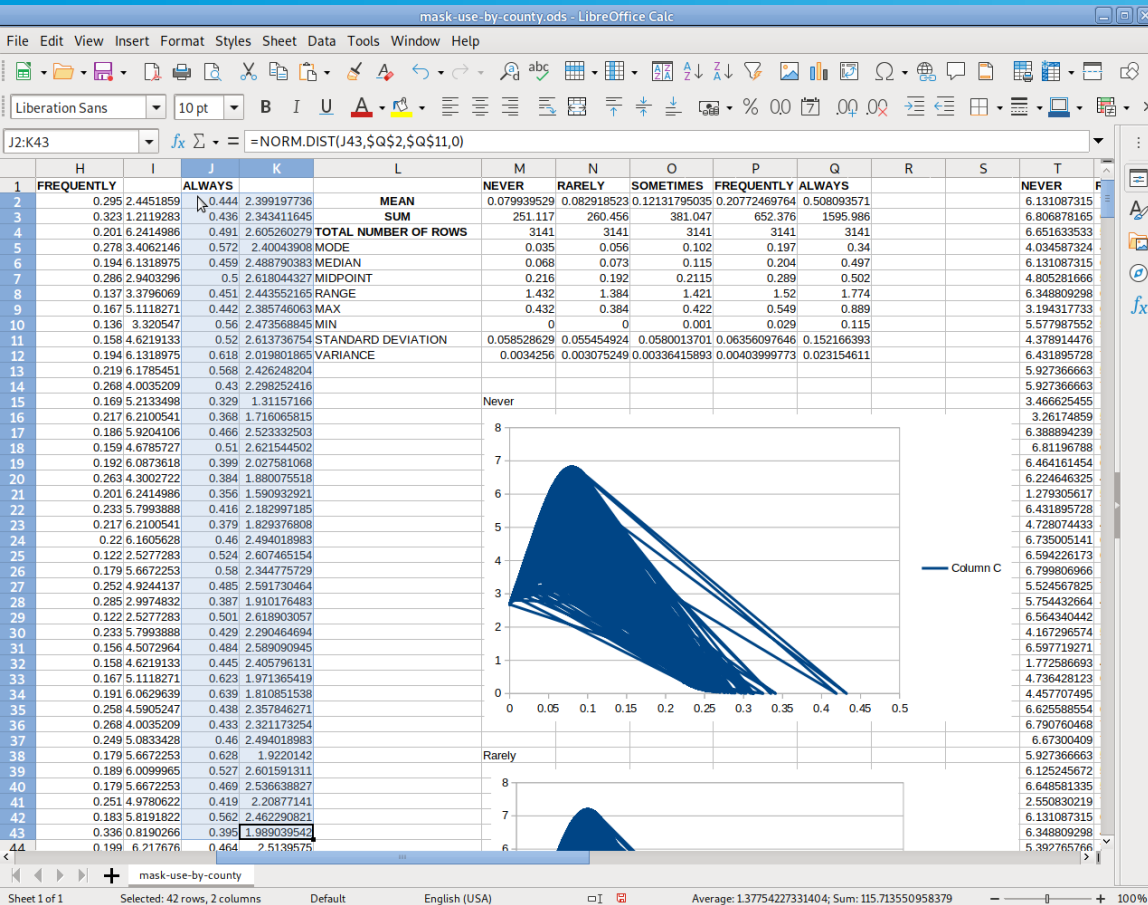 mask-use-by-county.ods - LibreOffice Calc
File Edit View Insert Format Styles Sheet Data Tools Window Help
Liberation Sans 10 pt B I U A
J2:K43 fx Σ = =NORM.DIST(J43,$Q$2,$Q$11,0)
H I J K L M N O P Q R S T
1 FREQUENTLY ALWAYS NEVER RARELY SOMETIMES FREQUENTLY ALWAYS NEVER
2 0.295 2.4451859 0.444 2.399197736 MEAN 0.079939529 0.082918523 0.12131795035 0.20772469764 0.508093571 6.131087315
3 0.323 1.2119283 0.436 2.343411645 SUM 251.117 260.456 381.047 652.376 1595.986 6.806878165
4 0.201 6.2414986 0.491 2.605260279 TOTAL NUMBER OF ROWS 3141 3141 3141 3141 3141 6.651633533
5 0.278 3.4062146 0.572 2.40043908 MODE 0.035 0.056 0.102 0.197 0.34 4.034587324
6 0.194 6.1318975 0.459 2.488790383 MEDIAN 0.068 0.073 0.115 0.204 0.497 6.131087315
7 0.286 2.9403296 0.5 2.618044327 MIDPOINT 0.216 0.192 0.2115 0.289 0.502 4.805281666
8 0.137 3.3796069 0.451 2.443552165 RANGE 1.432 1.384 1.421 1.52 1.774 6.348809298
9 0.167 5.1118271 0.442 2.385746063 MAX 0.432 0.384 0.422 0.549 0.889 3.194317733
10 0.136 3.320547 0.56 2.473568845 MIN 0 0 0.001 0.029 0.115 5.577987552
11 0.158 4.6219133 0.52 2.613736754 STANDARD DEVIATION 0.058528629 0.055454924 0.0580013701 0.06356097646 0.152166393 4.378914476
12 0.194 6.1318975 0.618 2.019801865 VARIANCE 0.0034256 0.003075249 0.00336415893 0.00403999773 0.023154611 6.431895728
13 0.219 6.1785451 0.568 2.426248204 5.927366663
14 0.268 4.0035209 0.43 2.298252416 5.927366663
15 0.169 5.2133498 0.329 1.31157166 Never 3.466625455
16 0.217 6.2100541 0.368 1.716065815 3.26174859
17 0.186 5.9204106 0.466 2.523332503 6.388894239
18 0.159 4.6785727 0.51 2.621544502 6.81196788
19 0.192 6.0873618 0.399 2.027581068 6.464161454
20 0.263 4.3002722 0.384 1.880075518 6.224646325
21 0.201 6.2414986 0.356 1.590932921 1.279305617
22 0.233 5.7993888 0.416 2.182997185 6.431895728
23 0.217 6.2100541 0.379 1.829376808 4.728074433
24 0.22 6.1605628 0.46 2.494018983 6.735005141
25 0.122 2.5277283 0.524 2.607465154 6.594226173
26 0.179 5.6672253 0.58 2.344775729 6.799806966
27 0.252 4.9244137 0.485 2.591730464 5.524567825
28 0.285 2.9974832 0.387 1.910176483 5.754432664
29 0.122 2.5277283 0.501 2.618903057 6.564340442
30 0.233 5.7993888 0.429 2.290464694 4.167296574
31 0.156 4.5072964 0.484 2.589090945 6.597719271
32 0.158 4.6219133 0.445 2.405796131 1.772586693
33 0.167 5.1118271 0.623 1.971365419 4.736428123
34 0.191 6.0629639 0.639 1.810851538 4.457707495
35 0.258 4.5905247 0.438 2.357846271 6.625588554
36 0.268 4.0035209 0.433 2.321173254 6.790760468
37 0.249 5.0833428 0.46 2.494018983 6.67300409
38 0.179 5.6672253 0.628 1.9220142 Rarely 5.927366663
39 0.189 6.0099965 0.527 2.601591311 6.125245672
40 0.179 5.6672253 0.469 2.536638827 6.648581335
41 0.251 4.9780622 0.419 2.20877141 2.550830219
42 0.183 5.8191822 0.562 2.462290821 6.131087315
43 0.336 0.8190266 0.395 1.989039542 6.348809298
44 0.199 6.217676 0.464 2.5139575 5.392765766
8
7
6
5
4
3
2
1
0
0 0.05 0.1 0.15 0.2 0.25 0.3 0.35 0.4 0.45 0.5
Column C
8
7
6
mask-use-by-county
Sheet 1 of 1 Selected: 42 rows, 2 columns Default English (USA) Average: 1.37754227331404; Sum: 115.713550958379 100%